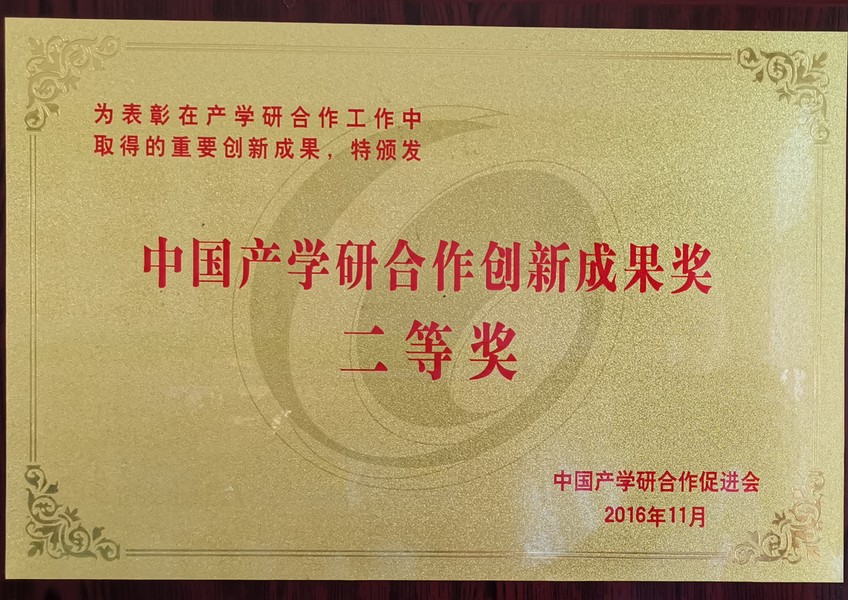 为表彰在产学研合作工作中
取得的重要创新成果，特颁发
中国产学研合作创新成果奖
二等奖
中国产学研合作促进会
2016年11月